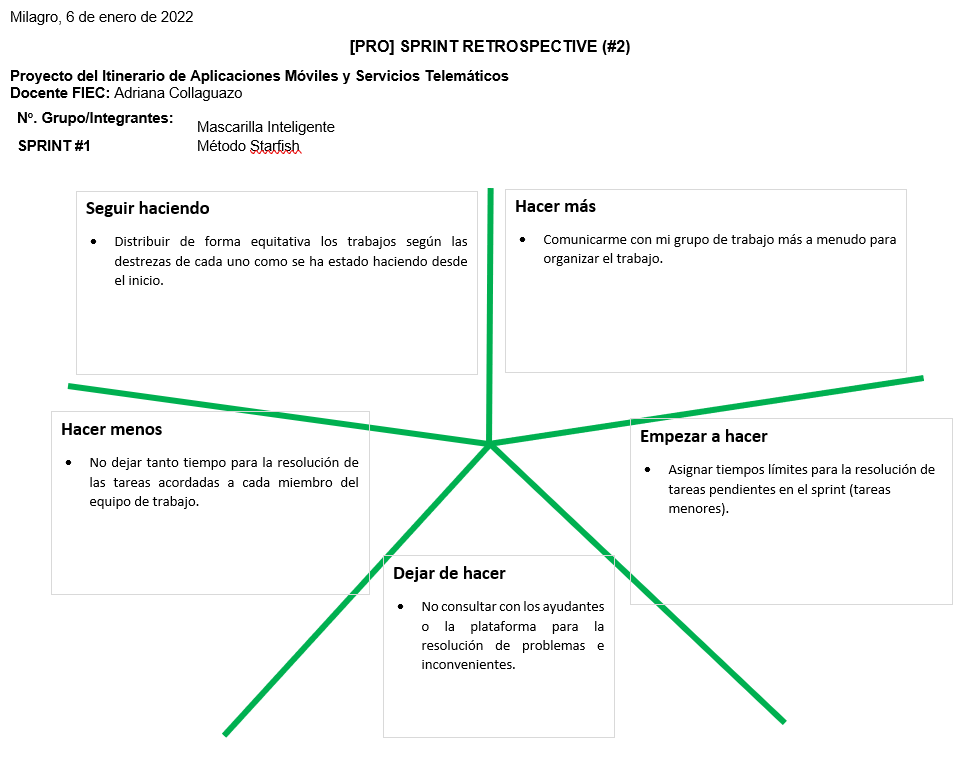 Milagro, 6 de enero de 2022
[PRO] SPRINT RETROSPECTIVE (#2)
Proyecto del Itinerario de Aplicaciones Móviles y Servicios Telemáticos
Docente FIEC: Adriana Collaguazo
Nº. Grupo/Integrantes:
Mascarilla Inteligente
SPRINT #1
Método Starfish
Seguir haciendo
• Distribuir de forma equitativa los trabajos según las
destrezas de cada uno como se ha estado haciendo desde
el inicio.
Hacer más
• Comunicarme con mi grupo de trabajo más a menudo para
organizar el trabajo.
Hacer menos
• No dejar tanto tiempo para la resolución de
las tareas acordadas a cada miembro del
equipo de trabajo.
Empezar a hacer
• Asignar tiempos límites para la resolución de
tareas pendientes en el sprint (tareas
menores).
Dejar de hacer
• No consultar con los ayudantes
o la plataforma para la
resolución de problemas e
inconvenientes.